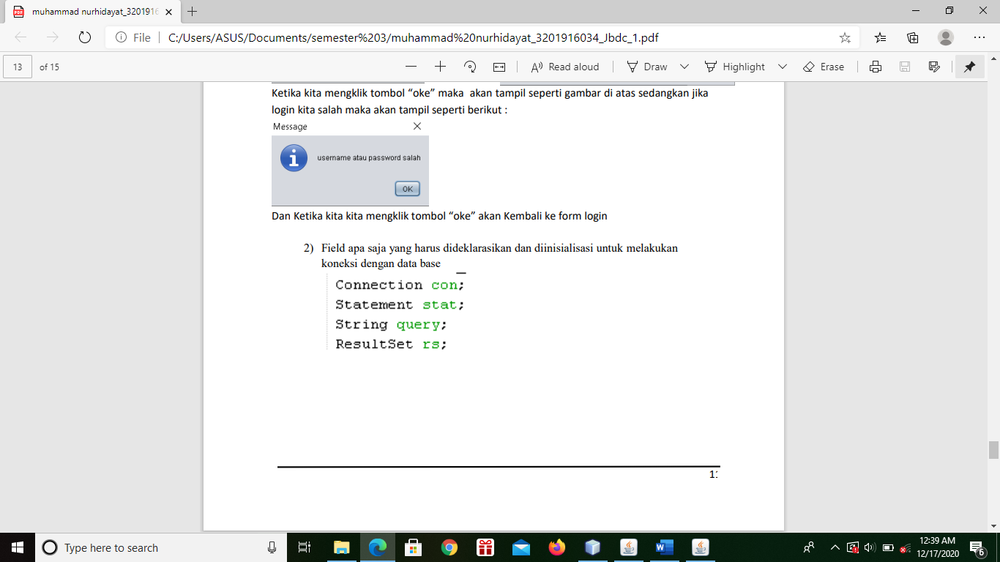 muhammad nurhidayat_3201916
File
C:/Users/ASUS/Documents/semester%203/muhammad%20nurhidayat_3201916034_Jbdc_1.pdf
13 of 15
Read aloud
Draw
Highlight
Erase
Ketika kita mengklik tombol “oke” maka akan tampil seperti gambar di atas sedangkan jika
login kita salah maka akan tampil seperti berikut :
Message
username atau password salah
OK
Dan Ketika kita kita mengklik tombol “oke” akan Kembali ke form login
2) Field apa saja yang harus dideklarasikan dan diinisialisasi untuk melakukan
koneksi dengan data base
Connection con;
Statement stat;
String query;
ResultSet rs;
Type here to search
12:39 AM
12/17/2020
6